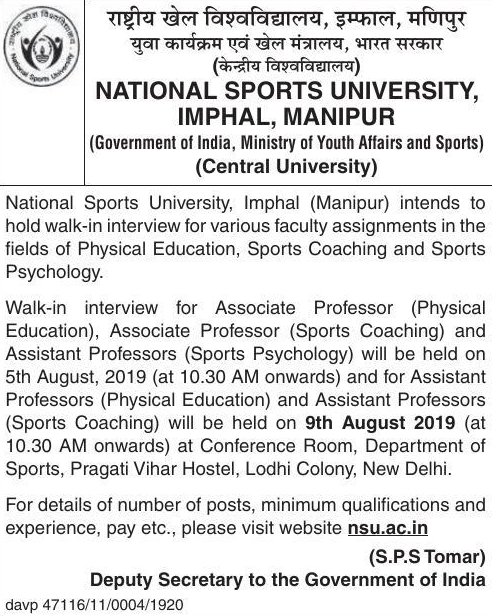 राष्ट्रीय खेल विश्वविद्यालय, इम्फाल, मणिपुर
युवा कार्यक्रम एवं खेल मंत्रालय, भारत सरकार
(केन्द्रीय विश्वविद्यालय)
NATIONAL SPORTS UNIVERSITY,
IMPHAL, MANIPUR
(Government of India, Ministry of Youth Affairs and Sports)
(Central University)
राष्ट्रीय खेल विश्वविद्यालय
National Sports University
National Sports University, Imphal (Manipur) intends to
hold walk-in interview for various faculty assignments in the
fields of Physical Education, Sports Coaching and Sports
Psychology.
Walk-in interview for Associate Professor (Physical
Education), Associate Professor (Sports Coaching) and
Assistant Professors (Sports Psychology) will be held on
5th August, 2019 (at 10.30 AM onwards) and for Assistant
Professors (Physical Education) and Assistant Professors
(Sports Coaching) will be held on 9th August 2019 (at
10.30 AM onwards) at Conference Room, Department of
Sports, Pragati Vihar Hostel, Lodhi Colony, New Delhi.
For details of number of posts, minimum qualifications and
experience, pay etc., please visit website nsu.ac.in
(S.P.S Tomar)
Deputy Secretary to the Government of India
davp 47116/11/0004/1920